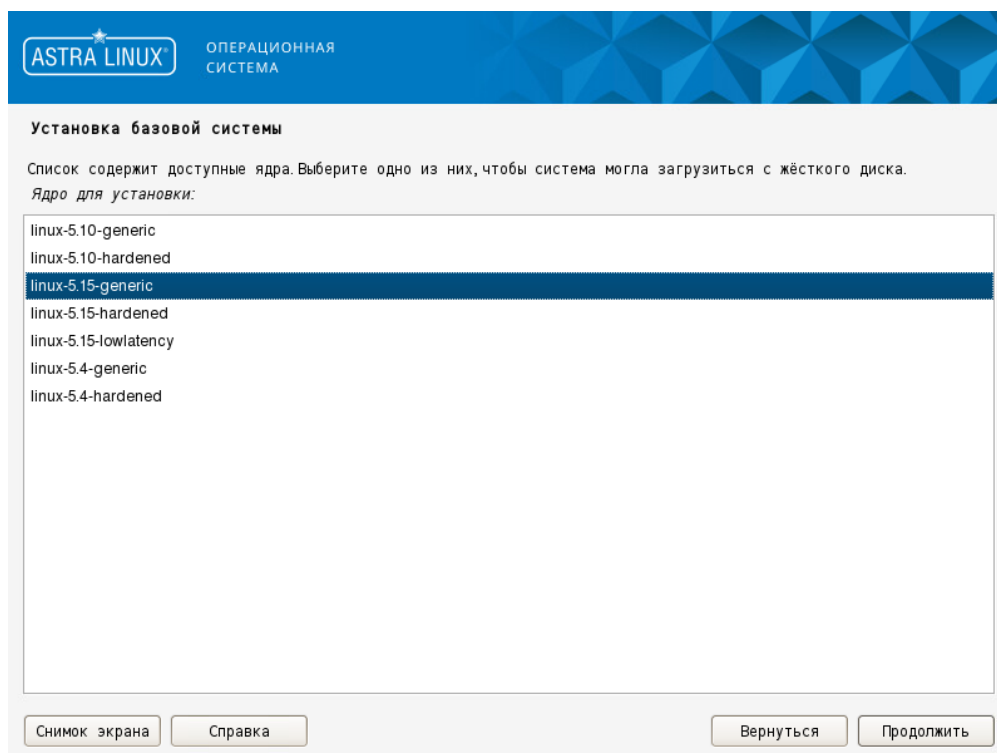 ASTRA LINUX®
ОПЕРАЦИОННАЯ
СИСТЕМА
Установка базовой системы
Список содержит доступные ядра. Выберите одно из них, чтобы система могла загрузиться с жёсткого диска.
Ядро для установки:
linux-5.10-generic
linux-5.10-hardened
linux-5.15-generic
linux-5.15-hardened
linux-5.15-lowlatency
linux-5.4-generic
linux-5.4-hardened
Снимок экрана Справка Вернуться Продолжить